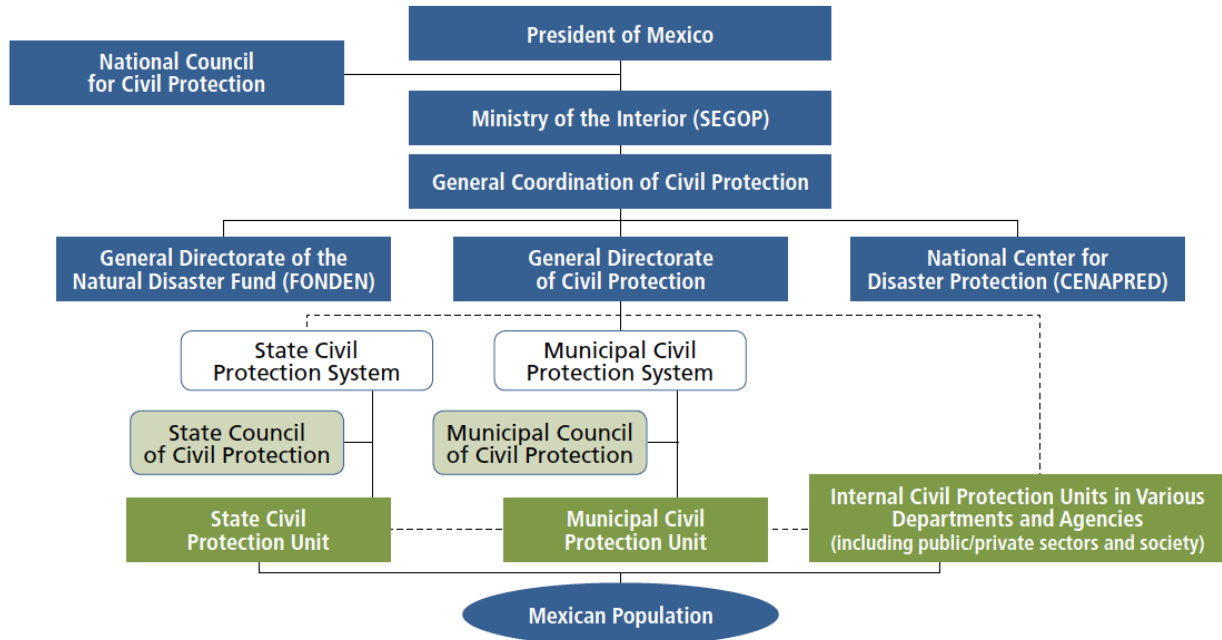 President of Mexico
National Council
for Civil Protection
Ministry of the Interior (SEGOP)
General Coordination of Civil Protection
General Directorate of the
Natural Disaster Fund (FONDEN)
General Directorate
of Civil Protection
National Center for
Disaster Protection (CENAPRED)
State Civil
Protection System
Municipal Civil
Protection System
State Council
of Civil Protection
Municipal Council
of Civil Protection
State Civil
Protection Unit
Municipal Civil
Protection Unit
Internal Civil Protection Units in Various
Departments and Agencies
(including public/private sectors and society)
Mexican Population